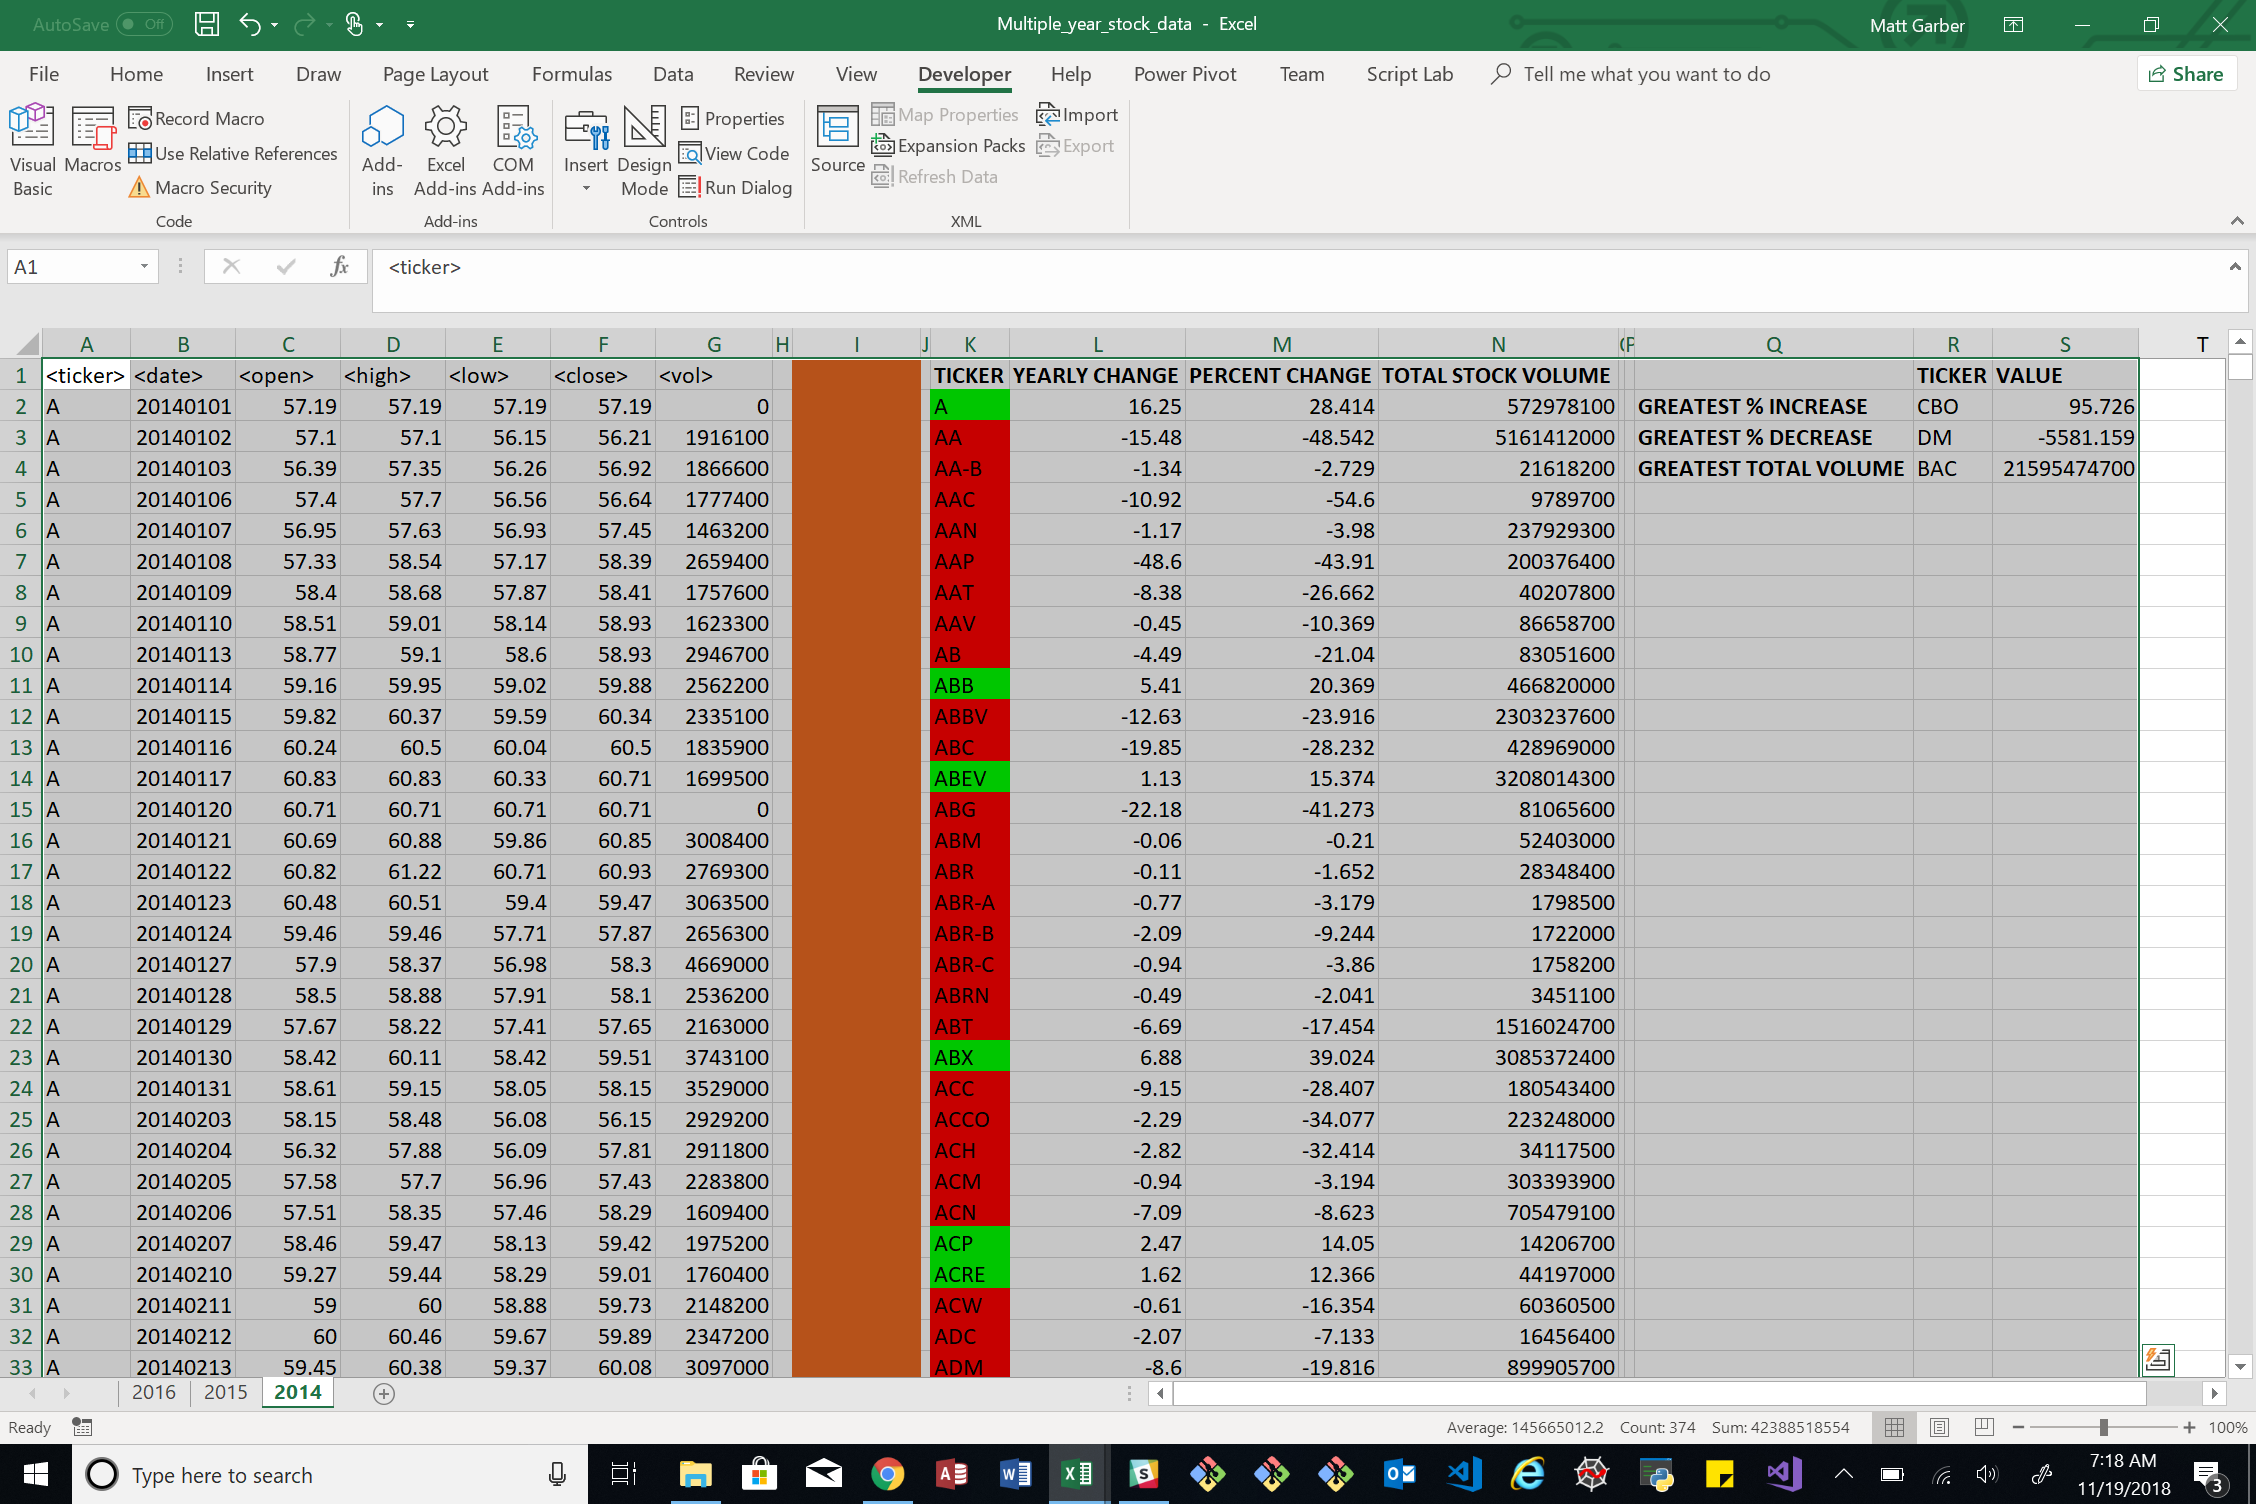 AutoSave Off Multiple_year_stock_data - Excel Matt Garber
File Home Insert Draw Page Layout Formulas Data Review View Developer Help Power Pivot Team Script Lab Tell me what you want to do Share
Visual Basic
Macros
Record Macro
Use Relative References
Macro Security
Code
Add-ins
Excel Add-ins
COM Add-ins
Add-ins
Insert
Design Mode
Properties
View Code
Run Dialog
Controls
Source
Map Properties
Expansion Packs
Refresh Data
Import
Export
XML
A1 fx <ticker>
A B C D E F G H I J K L M N P Q R S T
1 <ticker> <date> <open> <high> <low> <close> <vol> TICKER YEARLY CHANGE PERCENT CHANGE TOTAL STOCK VOLUME TICKER VALUE
2 A 20140101 57.19 57.19 57.19 57.19 0 A 16.25 28.414 572978100 GREATEST % INCREASE CBO 95.726
3 A 20140102 57.1 57.1 56.15 56.21 1916100 AA -15.48 -48.542 5161412000 GREATEST % DECREASE DM -5581.159
4 A 20140103 56.39 57.35 56.26 56.92 1866600 AA-B -1.34 -2.729 21618200 GREATEST TOTAL VOLUME BAC 21595474700
5 A 20140106 57.4 57.7 56.56 56.64 1777400 AAC -10.92 -54.6 9789700
6 A 20140107 56.95 57.63 56.93 57.45 1463200 AAN -1.17 -3.98 237929300
7 A 20140108 57.33 58.54 57.17 58.39 2659400 AAP -48.6 -43.91 200376400
8 A 20140109 58.4 58.68 57.87 58.41 1757600 AAT -8.38 -26.662 40207800
9 A 20140110 58.51 59.01 58.14 58.93 1623300 AAV -0.45 -10.369 86658700
10 A 20140113 58.77 59.1 58.6 58.93 2946700 AB -4.49 -21.04 83051600
11 A 20140114 59.16 59.95 59.02 59.88 2562200 ABB 5.41 20.369 466820000
12 A 20140115 59.82 60.37 59.59 60.34 2335100 ABBV -12.63 -23.916 2303237600
13 A 20140116 60.24 60.5 60.04 60.5 1835900 ABC -19.85 -28.232 428969000
14 A 20140117 60.83 60.83 60.33 60.71 1699500 ABEV 1.13 15.374 3208014300
15 A 20140120 60.71 60.71 60.71 60.71 0 ABG -22.18 -41.273 81065600
16 A 20140121 60.69 60.88 59.86 60.85 3008400 ABM -0.06 -0.21 52403000
17 A 20140122 60.82 61.22 60.71 60.93 2769300 ABR -0.11 -1.652 28348400
18 A 20140123 60.48 60.51 59.4 59.47 3063500 ABR-A -0.77 -3.179 1798500
19 A 20140124 59.46 59.46 57.71 57.87 2656300 ABR-B -2.09 -9.244 1722000
20 A 20140127 57.9 58.37 56.98 58.3 4669000 ABR-C -0.94 -3.86 1758200
21 A 20140128 58.5 58.88 57.91 58.1 2536200 ABRN -0.49 -2.041 3451100
22 A 20140129 57.67 58.22 57.41 57.65 2163000 ABT -6.69 -17.454 1516024700
23 A 20140130 58.42 60.11 58.42 59.51 3743100 ABX 6.88 39.024 3085372400
24 A 20140131 58.61 59.15 58.05 58.15 3529000 ACC -9.15 -28.407 180543400
25 A 20140203 58.15 58.48 56.08 56.15 2929200 ACCO -2.29 -34.077 223248000
26 A 20140204 56.32 57.88 56.09 57.81 2911800 ACH -2.82 -32.414 34117500
27 A 20140205 57.58 57.7 56.96 57.43 2283800 ACM -0.94 -3.194 303393900
28 A 20140206 57.51 58.35 57.46 58.29 1609400 ACN -7.09 -8.623 705479100
29 A 20140207 58.46 59.47 58.13 59.42 1975200 ACP 2.47 14.05 14206700
30 A 20140210 59.27 59.44 58.29 59.01 1760400 ACRE 1.62 12.366 44197000
31 A 20140211 59 60 58.88 59.73 2148200 ACW -0.61 -16.354 60360500
32 A 20140212 60 60.46 59.67 59.89 2347200 ADC -2.07 -7.133 16456400
33 A 20140213 59.45 60.38 59.37 60.08 3097000 ADM -8.6 -19.816 899905700
2016 2015 2014
Ready Average: 145665012.2 Count: 374 Sum: 42388518554 100%
Type here to search 7:18 AM
11/19/2018 3